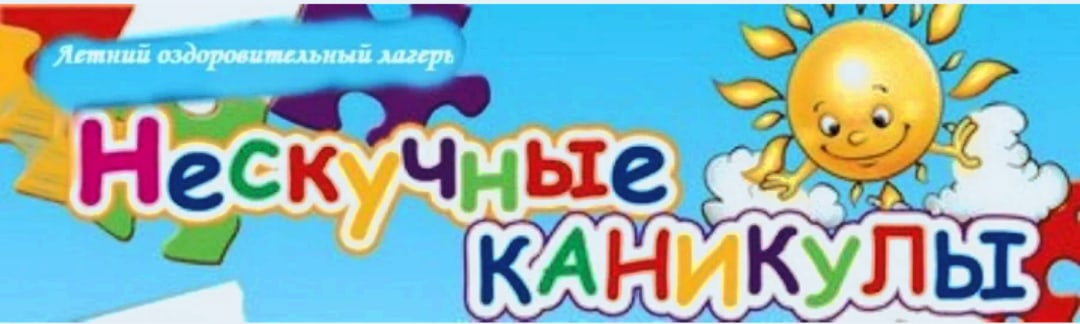 Летний оздоровительный лагерь
Нескучные
каникулы